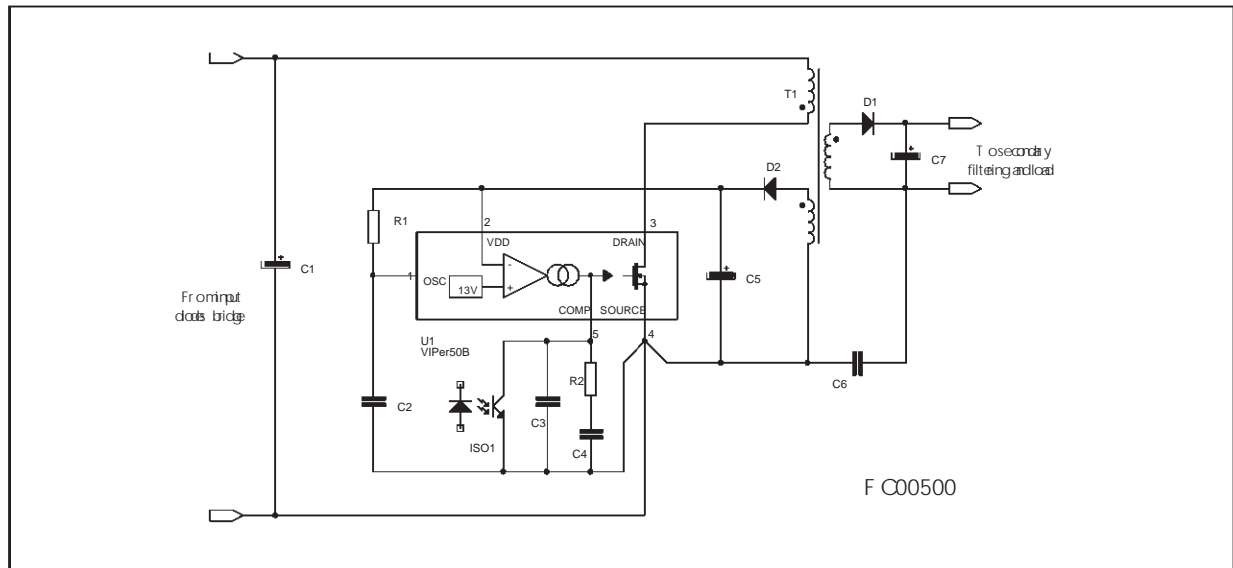 T1
D1
C7
To secondary
filtering and load
D2
R1
2
3
VDD
DRAIN
-
1
OSC
13V
+
C1
C5
From input
diodes bridge
COMP SOURCE
U1
VIPer50B
5
4
R2
C6
C2
C3
ISO1
C4
FC00500